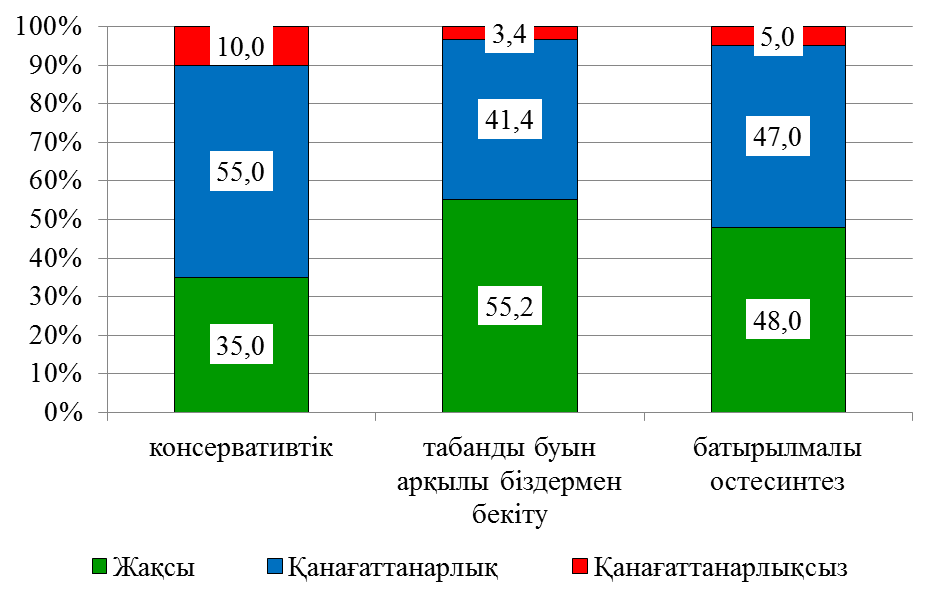 100%
90%
80%
70%
60%
50%
40%
30%
20%
10%
0%
10,0
55,0
35,0
3,4
41,4
55,2
5,0
47,0
48,0
консервативтік
табанды буын
арқылы біздермен
бекіту
батырылмалы
остесинтез
Жақсы
Қанағаттанарлық
Қанағаттанарлықсыз